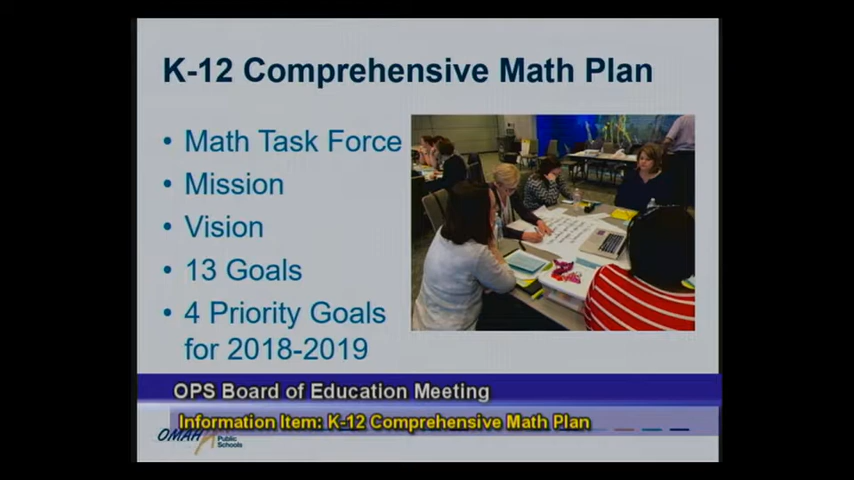 K-12 Comprehensive Math Plan
• Math Task Force
• Mission
• Vision
• 13 Goals
• 4 Priority Goals
for 2018-2019
OPS Board of Education Meeting
Information Item: K-12 Comprehensive Math Plan
OMAHA
Public
Schools